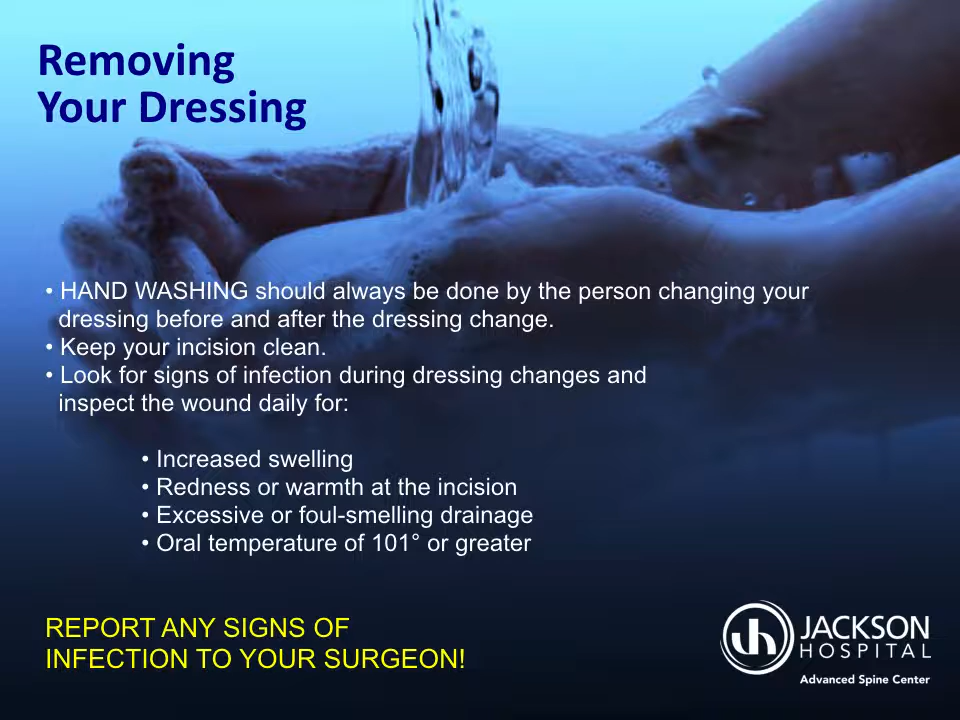 Removing
Your Dressing
• HAND WASHING should always be done by the person changing your
dressing before and after the dressing change.
• Keep your incision clean.
• Look for signs of infection during dressing changes and
inspect the wound daily for:
• Increased swelling
• Redness or warmth at the incision
• Excessive or foul-smelling drainage
• Oral temperature of 101° or greater
REPORT ANY SIGNS OF
INFECTION TO YOUR SURGEON!
JACKSON
HOSPITAL
Advanced Spine Center